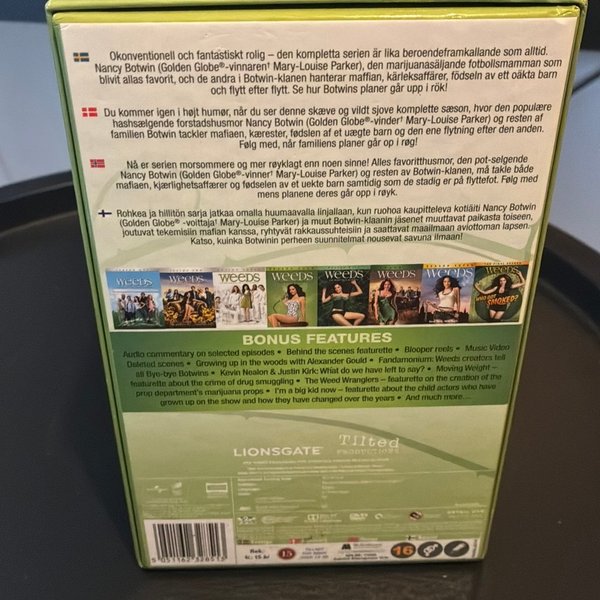 Okonventionell och fantastiskt rolig – den kompletta serien är lika beroendeframkallande som alltid.
Nancy Botwin (Golden Globe®-vinnaren† Mary-Louise Parker), den marijuanasäljande fotbollsmamman som
blivit allas favorit, och de andra i Botwin-klanen hanterar maffian, kärleksaffärer, födseln av ett oäkta barn
och flytt efter flytt. Se hur Botwins planer går upp i rök!
Du kommer igen i højt humør, når du ser denne skæve og vildt sjove komplette sæson, hvor den populære
hashsælgende forstadshusmor Nancy Botwin (Golden Globe®-vinder† Mary-Louise Parker) og resten af
familien Botwin tackler mafiaen, kærester, fødslen af et uægte barn og den ene flytning efter den anden.
Følg med, når familiens planer går op i røg!
Nå er serien morsommere og mer røyklagt enn noen sinne! Alles favoritthusmor, den pot-selgende
Nancy Botwin (Golden Globe®-vinner† Mary-Louise Parker) og resten av Botwin-klanen, må takle både
mafiaen, kjærlighetsaffærer og fødselen av et uekte barn samtidig som de stadig er på flyttefot. Følg med
mens planene deres går opp i røyk.
Rohkea ja hillitön sarja jatkaa omalla huumaavalla linjallaan, kun ruohoa kaupitteleva kotiäiti Nancy Botwin
(Golden Globe® -voittaja† Mary-Louise Parker) ja muut Botwin-klaanin jäsenet muuttavat paikasta toiseen,
joutuvat tekemisiin mafian kanssa, ryhtyvät rakkaussuhteisiin ja saattavat maailmaan aviottoman lapsen.
Katso, kuinka Botwinin perheen suunnitelmat nousevat savuna ilmaan!
weeds weeds weeds weeds weeds weeds weeds weeds
WHO SMOKED?
BONUS FEATURES
Audio commentary on selected episodes • Behind the scenes featurette • Blooper reels • Music Video
Deleted scenes • Growing up in the woods with Alexander Gould • Fandamonium: Weeds creators tell
all Bye-bye Botwins • Kevin Nealon & Justin Kirk: What do we have left to say? • Moving Weight –
featurette about the crime of drug smuggling • The Weed Wranglers – featurette on the creation of the
prop department's marijuana props • I'm a big kid now – featurette about the child actors who have
grown up on the show and how they have changed over the years • And much more...
LIONSGATE
Tilted
PRODUCTIONS
15
16